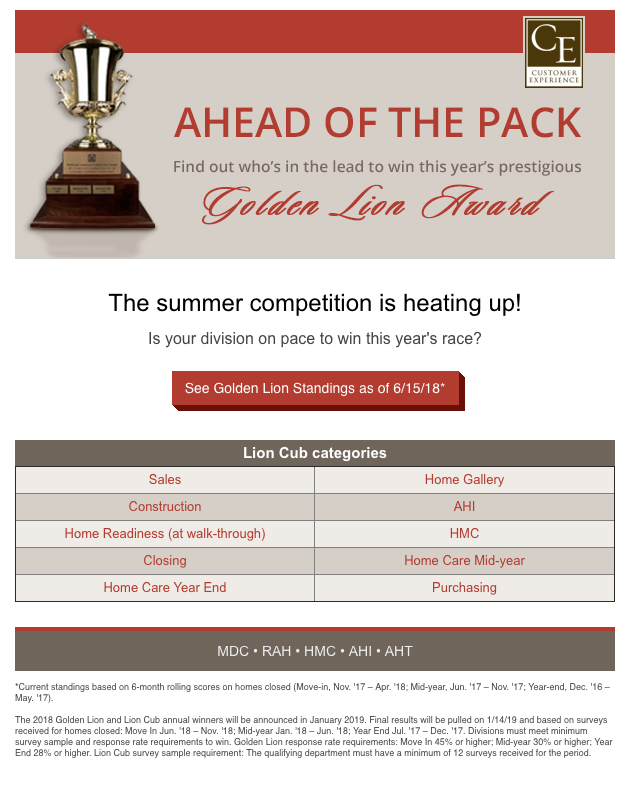 CE
CUSTOMER
EXPERIENCE
AHEAD OF THE PACK
Find out who's in the lead to win this year's prestigious
Golden Lion Award
The summer competition is heating up!
Is your division on pace to win this year's race?
See Golden Lion Standings as of 6/15/18*
Lion Cub categories
Sales Home Gallery
Construction AHI
Home Readiness (at walk-through) HMC
Closing Home Care Mid-year
Home Care Year End Purchasing
MDC • RAH • HMC • AHI • AHT
*Current standings based on 6-month rolling scores on homes closed (Move-in, Nov. '17 – Apr. '18; Mid-year, Jun. '17 – Nov. '17; Year-end, Dec. '16 –
May. '17).
The 2018 Golden Lion and Lion Cub annual winners will be announced in January 2019. Final results will be pulled on 1/14/19 and based on surveys
received for homes closed: Move In Jun. '18 – Nov. '18; Mid-year Jan. '18 – Jun. '18; Year End Jul. '17 – Dec. '17. Divisions must meet minimum
survey sample and response rate requirements to win. Golden Lion response rate requirements: Move In 45% or higher; Mid-year 30% or higher; Year
End 28% or higher. Lion Cub survey sample requirement: The qualifying department must have a minimum of 12 surveys received for the period.